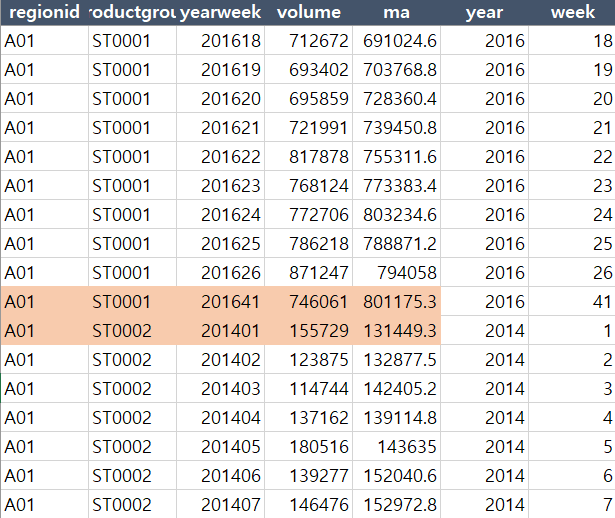 regionid roductgrou yearweek volume ma year week
A01 ST0001 201618 712672 691024.6 2016 18
A01 ST0001 201619 693402 703768.8 2016 19
A01 ST0001 201620 695859 728360.4 2016 20
A01 ST0001 201621 721991 739450.8 2016 21
A01 ST0001 201622 817878 755311.6 2016 22
A01 ST0001 201623 768124 773383.4 2016 23
A01 ST0001 201624 772706 803234.6 2016 24
A01 ST0001 201625 786218 788871.2 2016 25
A01 ST0001 201626 871247 794058 2016 26
A01 ST0001 201641 746061 801175.3 2016 41
A01 ST0002 201401 155729 131449.3 2014 1
A01 ST0002 201402 123875 132877.5 2014 2
A01 ST0002 201403 114744 142405.2 2014 3
A01 ST0002 201404 137162 139114.8 2014 4
A01 ST0002 201405 180516 143635 2014 5
A01 ST0002 201406 139277 152040.6 2014 6
A01 ST0002 201407 146476 152972.8 2014 7